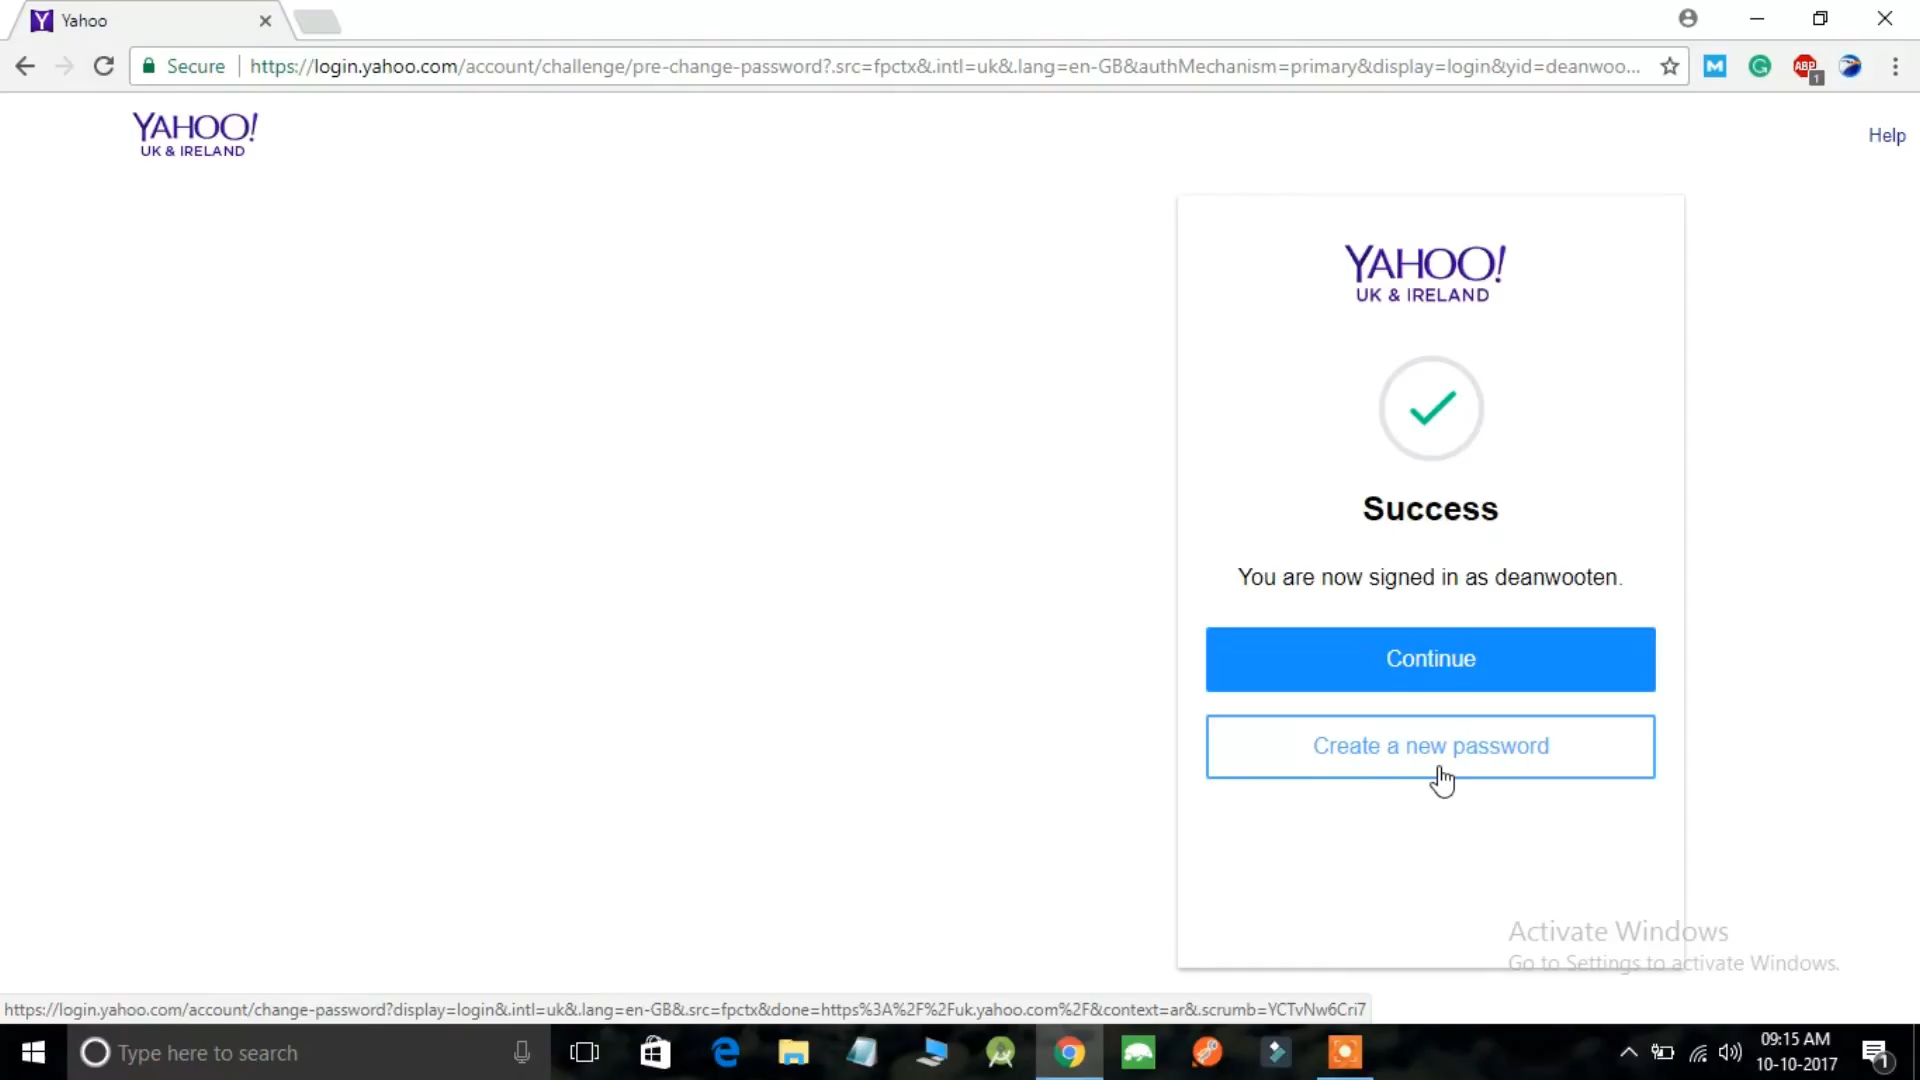 Yahoo
Secure
https://login.yahoo.com/account/challenge/pre-change-password?.src=fpctx&.intl=uk&.lang=en-GB&authMechanism=primary&display=login&yid=deanwoo...
M
G
ABP
1
YAHOO!
UK & IRELAND
Help
YAHOO!
UK & IRELAND
Success
You are now signed in as deanwooten.
Continue
Create a new password
Activate Windows
Go to Settings to activate Windows.
https://login.yahoo.com/account/change-password?display=login&.intl=uk&.lang=en-GB&.src=fpctx&done=https%3A%2F%2Fuk.yahoo.com%2F&context=ar&.scrumb=YCTvNw6Cri7
Type here to search
09:15 AM
10-10-2017
1